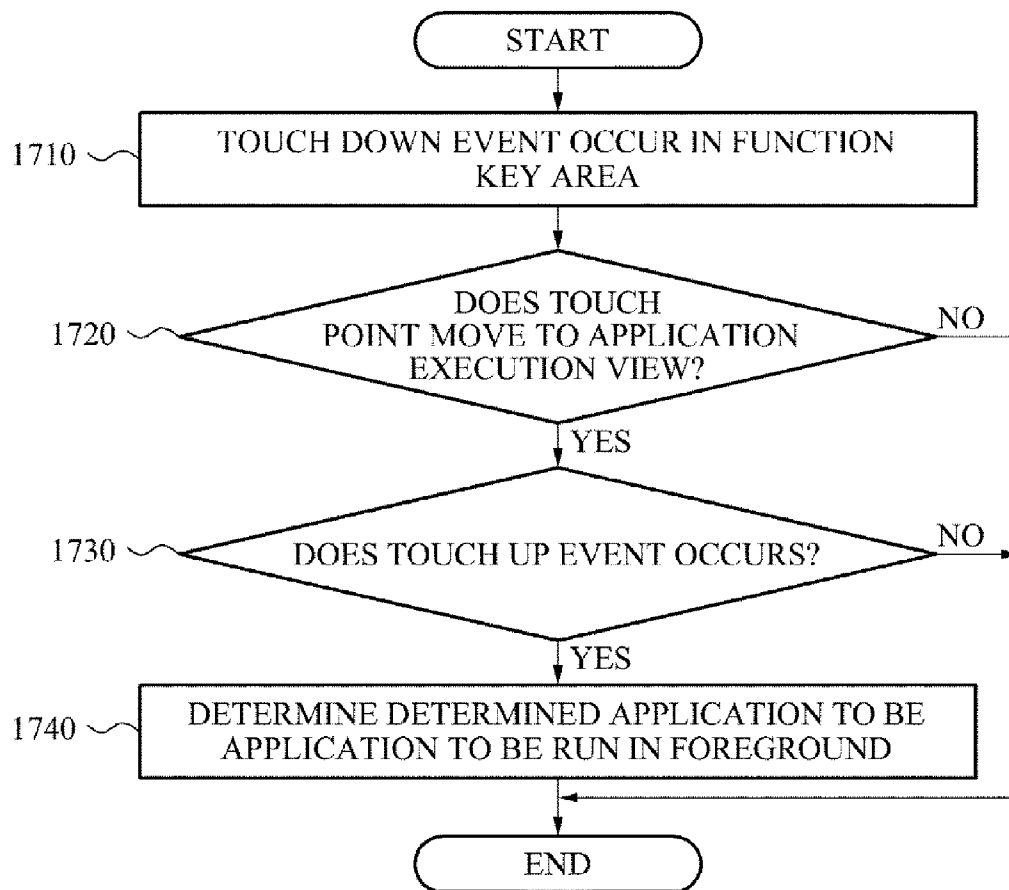 START
1710
TOUCH DOWN EVENT OCCUR IN FUNCTION
KEY AREA
1720
DOES TOUCH
POINT MOVE TO APPLICATION
EXECUTION VIEW?
NO
YES
1730
DOES TOUCH UP EVENT OCCURS?
NO
YES
1740
DETERMINE DETERMINED APPLICATION TO BE
APPLICATION TO BE RUN IN FOREGROUND
END